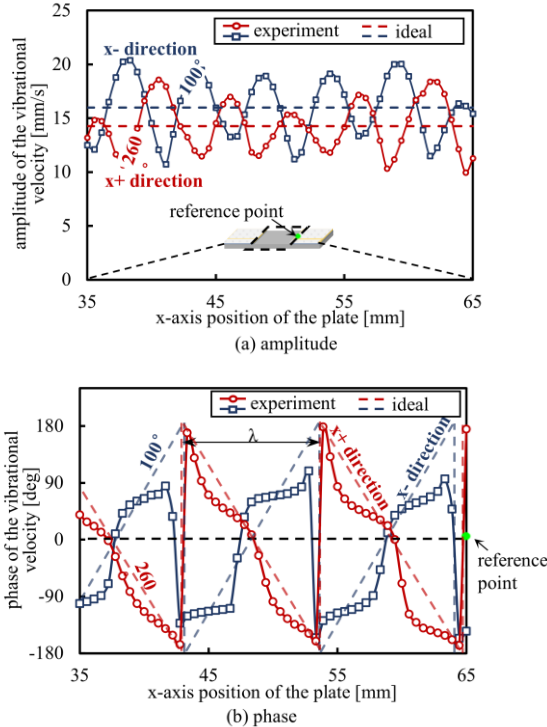 25
20
15
10
5
0
amplitude of the vibrational
velocity [mm/s]
experiment
ideal
x- direction
100°
260°
x+ direction
reference point
35
45
55
65
x-axis position of the plate [mm]
(a) amplitude
180
90
0
-90
-180
phase of the vibrational
velocity [deg]
experiment
ideal
100°
λ
x+ direction
x- direction
260
reference
point
35
45
55
65
x-axis position of the plate [mm]
(b) phase